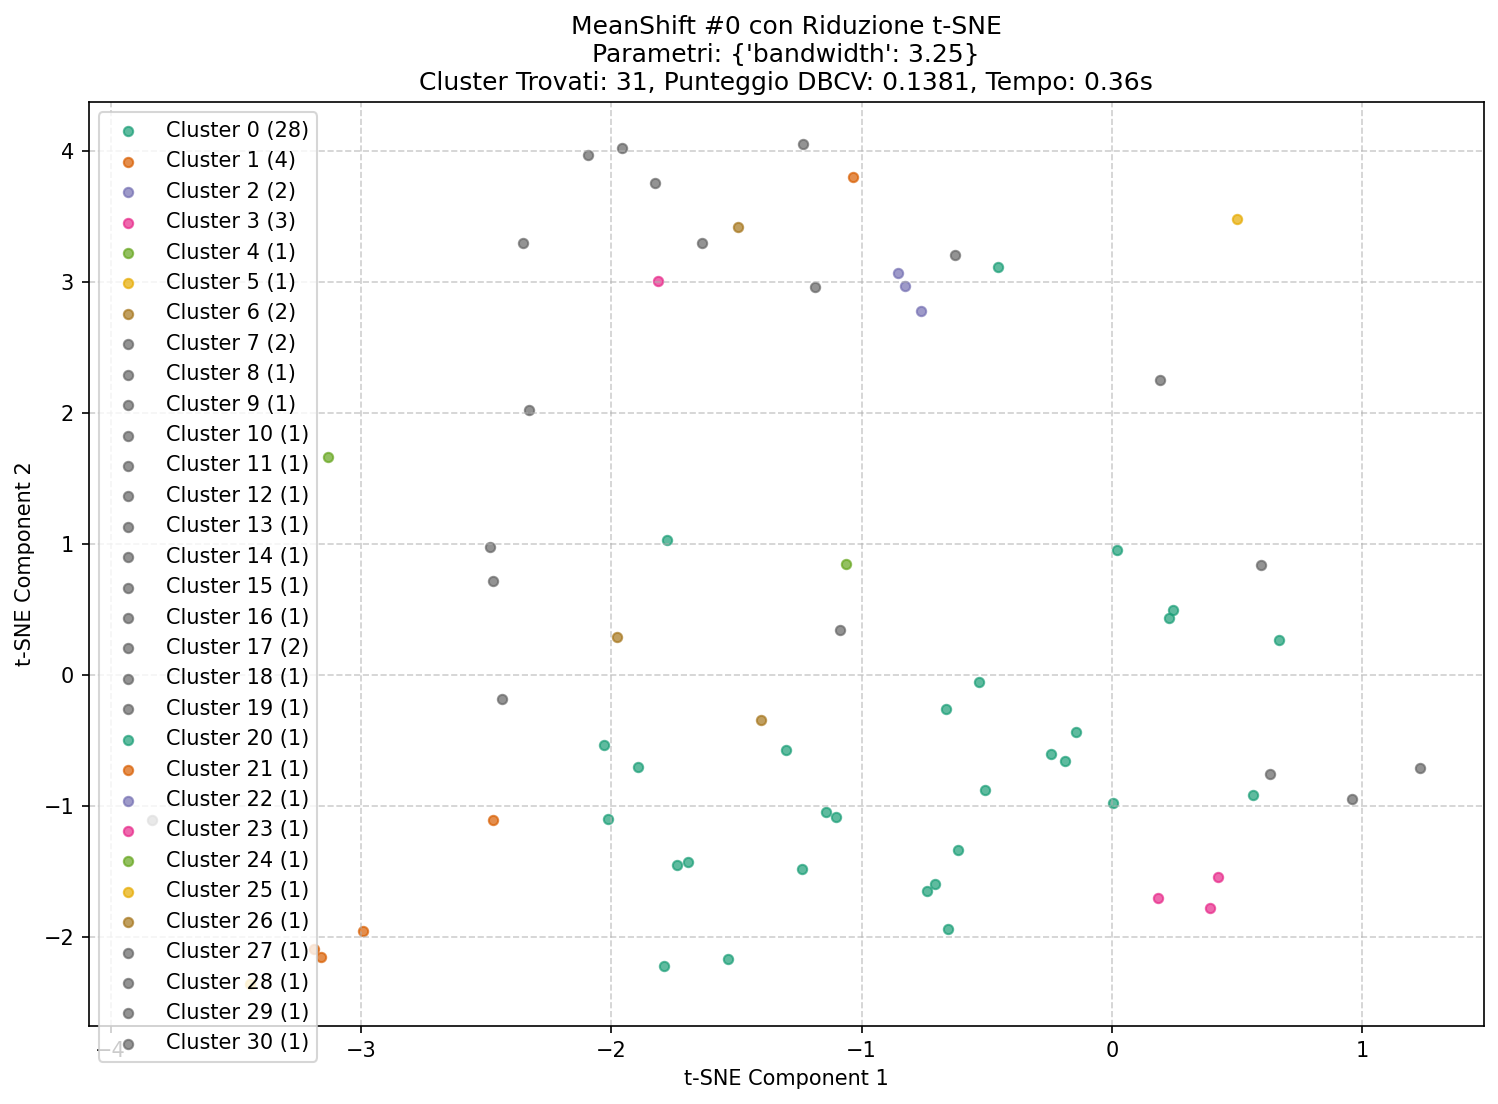 MeanShift #0 con Riduzione t-SNE
Parametri: {'bandwidth': 3.25}
Cluster Trovati: 31, Punteggio DBCV: 0.1381, Tempo: 0.36s
Cluster 0 (28)
Cluster 1 (4)
Cluster 2 (2)
Cluster 3 (3)
Cluster 4 (1)
Cluster 5 (1)
Cluster 6 (2)
Cluster 7 (2)
Cluster 8 (1)
Cluster 9 (1)
Cluster 10 (1)
Cluster 11 (1)
Cluster 12 (1)
Cluster 13 (1)
Cluster 14 (1)
Cluster 15 (1)
Cluster 16 (1)
Cluster 17 (2)
Cluster 18 (1)
Cluster 19 (1)
Cluster 20 (1)
Cluster 21 (1)
Cluster 22 (1)
Cluster 23 (1)
Cluster 24 (1)
Cluster 25 (1)
Cluster 26 (1)
Cluster 27 (1)
Cluster 28 (1)
Cluster 29 (1)
Cluster 30 (1)
4
3
2
1
0
−1
−2
t-SNE Component 2
−4 −3 −2 −1 0 1
t-SNE Component 1